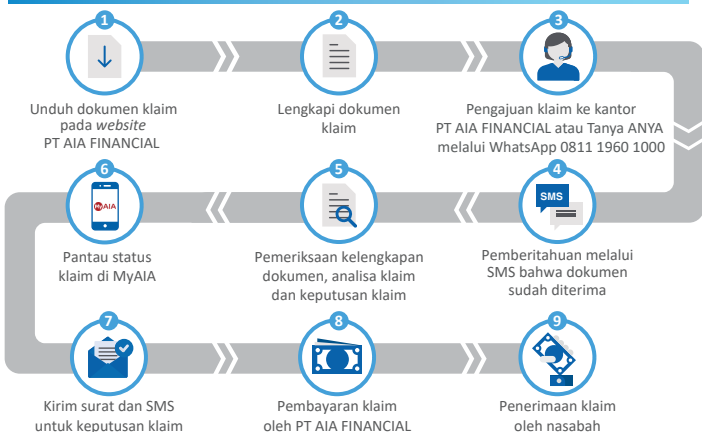 1
Unduh dokumen klaim
pada website
PT AIA FINANCIAL
2
Lengkapi dokumen
klaim
3
Pengajuan klaim ke kantor
PT AIA FINANCIAL atau Tanya ANYA
melalui WhatsApp 0811 1960 1000
4
SMS
Pemberitahuan melalui
SMS bahwa dokumen
sudah diterima
5
Pemeriksaan kelengkapan
dokumen, analisa klaim
dan keputusan klaim
6
MyAIA
Pantau status
klaim di MyAIA
7
Kirim surat dan SMS
untuk keputusan klaim
8
Pembayaran klaim
oleh PT AIA FINANCIAL
9
Penerimaan klaim
oleh nasabah